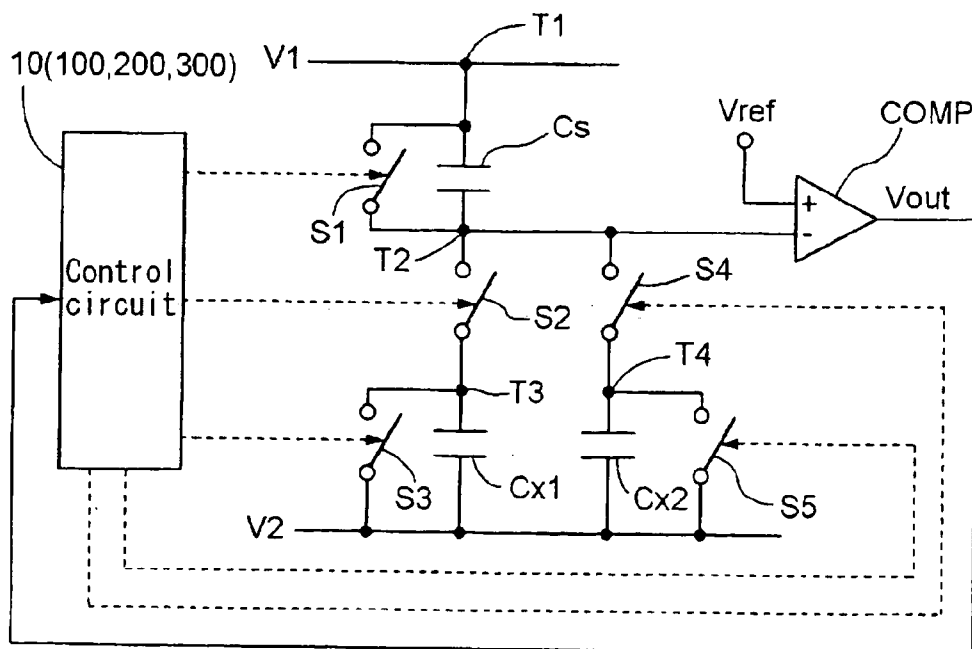 T1
V1
10(100,200,300)
Cs
Vref
COMP
+
-
Vout
S1
T2
Control
circuit
S2
S4
T3
T4
S3
Cx1
Cx2
S5
V2